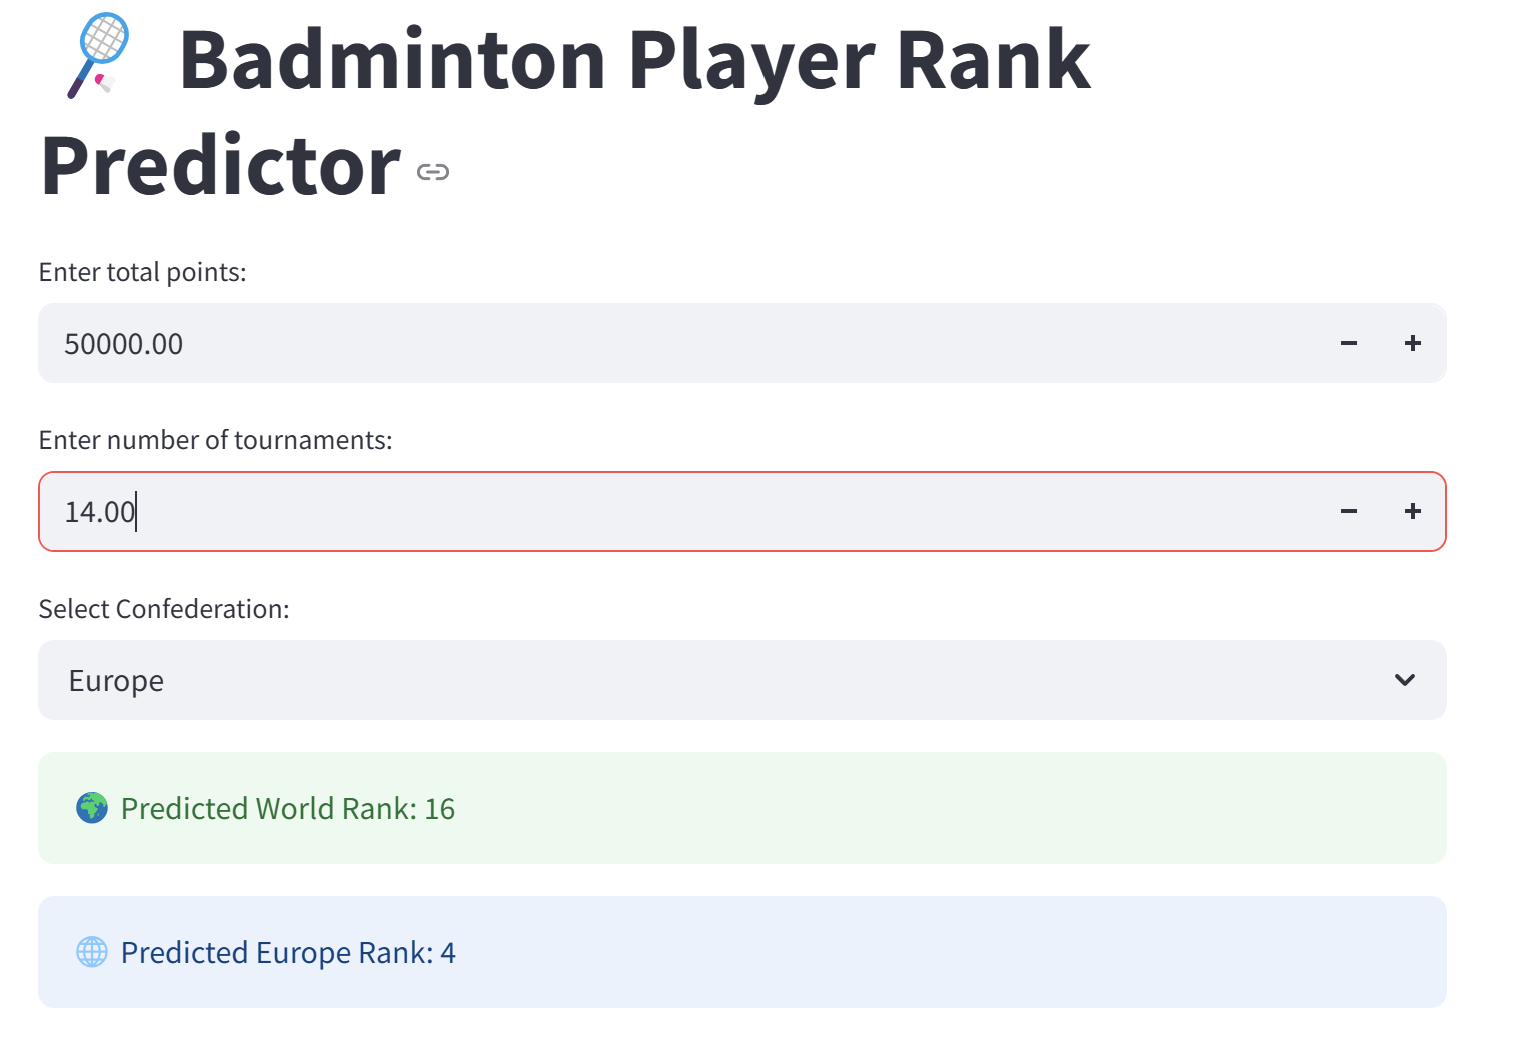 Badminton Player Rank
Predictor
Enter total points:
50000.00
Enter number of tournaments:
14.00
Select Confederation:
Europe
Predicted World Rank: 16
Predicted Europe Rank: 4